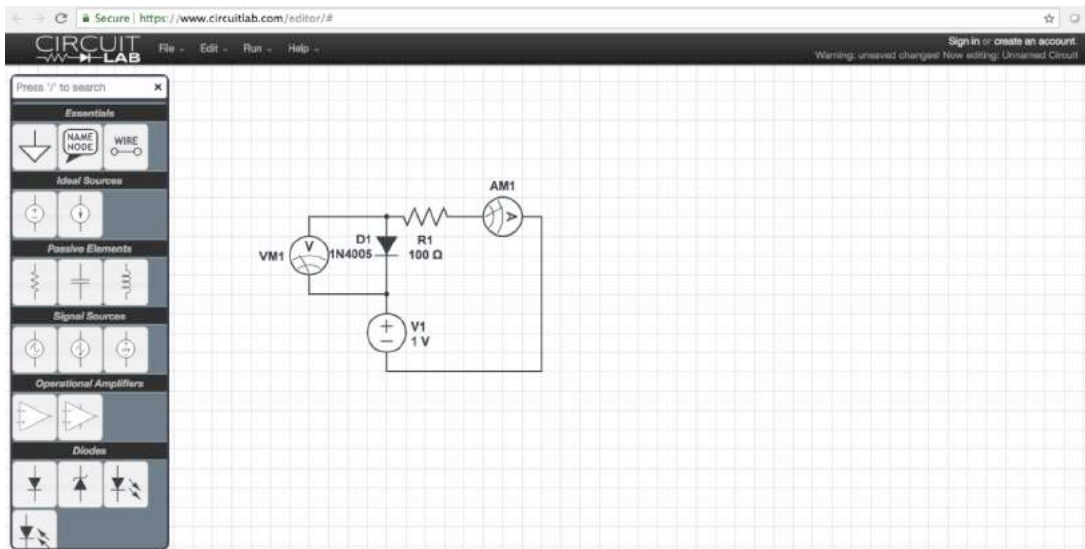 Secure | https://www.circuitlab.com/editor/#
CIRCUIT LAB
File Edit Run Help
Sign in or create an account.
Warning: unsaved changes! Now editing: Unnamed Circuit
Press '/' to search ×
Essentials
NAME NODE
WIRE
Ideal Sources
Passive Elements
Signal Sources
Operational Amplifiers
Diodes
AM1
VM1
V
D1
1N4005
R1
100 Ω
A
V1
1 V